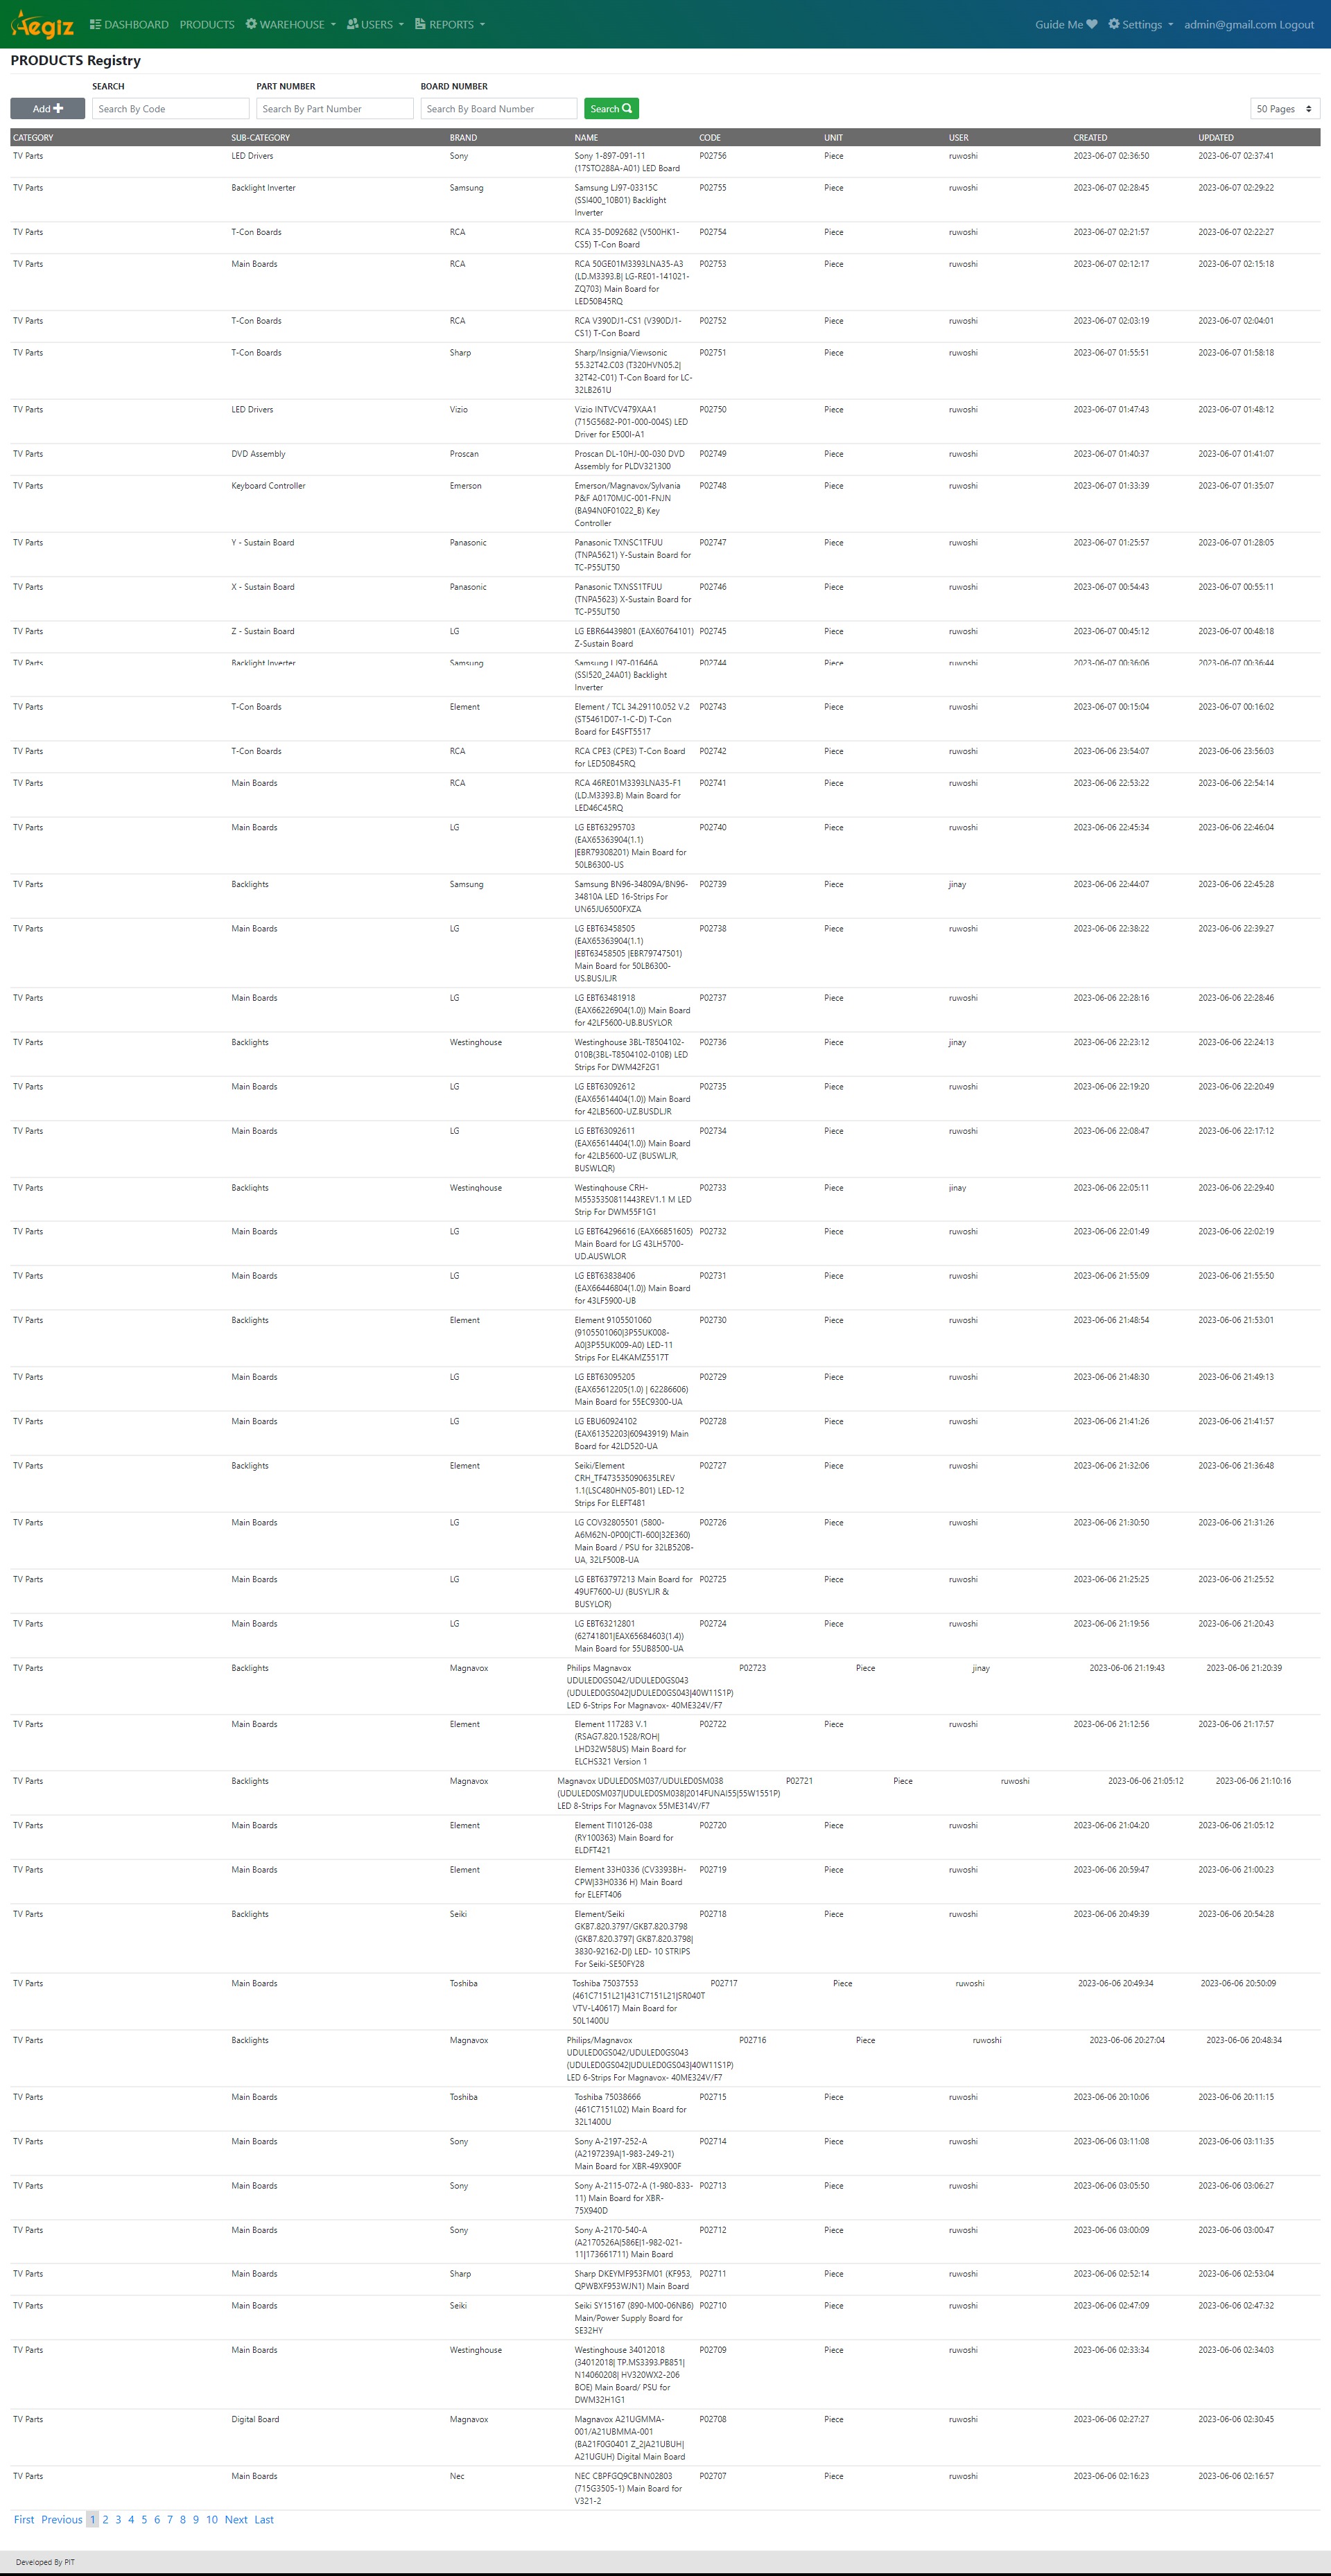 Aegiz DASHBOARD PRODUCTS WAREHOUSE USERS REPORTS Guide Me Settings admin@gmail.com Logout
PRODUCTS Registry
SEARCH PART NUMBER BOARD NUMBER
Add Search By Code Search By Part Number Search By Board Number Search 50 Pages
CATEGORY SUB-CATEGORY BRAND NAME CODE UNIT USER CREATED UPDATED
TV Parts LED Drivers Sony Sony 1-897-091-11 P02756 Piece ruwoshi 2023-06-07 02:36:50 2023-06-07 02:37:41
(17STO288A-A01) LED Board
TV Parts Backlight Inverter Samsung Samsung LJ97-03315C P02755 Piece ruwoshi 2023-06-07 02:28:45 2023-06-07 02:29:22
(SSI400_10B01) Backlight
Inverter
TV Parts T-Con Boards RCA RCA 35-D092682 (V500HK1- P02754 Piece ruwoshi 2023-06-07 02:21:57 2023-06-07 02:22:27
CS5) T-Con Board
TV Parts Main Boards RCA RCA 50GE01M3393LNA35-A3 P02753 Piece ruwoshi 2023-06-07 02:12:17 2023-06-07 02:15:18
(LD.M3393.B| LG-RE01-141021-
ZQ703) Main Board for
LED50B45RQ
TV Parts T-Con Boards RCA RCA V390DJ1-CS1 (V390DJ1- P02752 Piece ruwoshi 2023-06-07 02:03:19 2023-06-07 02:04:01
CS1) T-Con Board
TV Parts T-Con Boards Sharp Sharp/Insignia/Viewsonic P02751 Piece ruwoshi 2023-06-07 01:55:51 2023-06-07 01:58:18
55.32T42.C03 (T320HVN05.2|
32T42-C01) T-Con Board for LC-
32LB261U
TV Parts LED Drivers Vizio Vizio INTVCV479XAA1 P02750 Piece ruwoshi 2023-06-07 01:47:43 2023-06-07 01:48:12
(715G5682-P01-000-004S) LED
Driver for E500I-A1
TV Parts DVD Assembly Proscan Proscan DL-10HJ-00-030 DVD P02749 Piece ruwoshi 2023-06-07 01:40:37 2023-06-07 01:41:07
Assembly for PLDV321300
TV Parts Keyboard Controller Emerson Emerson/Magnavox/Sylvania P02748 Piece ruwoshi 2023-06-07 01:33:39 2023-06-07 01:35:07
P&F A0170MJC-001-FNJN
(BA94N0F01022_B) Key
Controller
TV Parts Y - Sustain Board Panasonic Panasonic TXNSC1TFUU P02747 Piece ruwoshi 2023-06-07 01:25:57 2023-06-07 01:28:05
(TNPA5621) Y-Sustain Board for
TC-P55UT50
TV Parts X - Sustain Board Panasonic Panasonic TXNSS1TFUU P02746 Piece ruwoshi 2023-06-07 00:54:43 2023-06-07 00:55:11
(TNPA5623) X-Sustain Board for
TC-P55UT50
TV Parts Z - Sustain Board LG LG EBR64439801 (EAX60764101) P02745 Piece ruwoshi 2023-06-07 00:45:12 2023-06-07 00:48:18
Z-Sustain Board
TV Parts Backlight Inverter Samsung Samsung LJ97-01646A P02744 Piece ruwoshi 2023-06-07 00:36:06 2023-06-07 00:36:44
(SSI520_24A01) Backlight
Inverter
TV Parts T-Con Boards Element Element / TCL 34.29110.052 V.2 P02743 Piece ruwoshi 2023-06-07 00:15:04 2023-06-07 00:16:02
(ST5461D07-1-C-D) T-Con
Board for E4SFT5517
TV Parts T-Con Boards RCA RCA CPE3 (CPE3) T-Con Board P02742 Piece ruwoshi 2023-06-06 23:54:07 2023-06-06 23:56:03
for LED50B45RQ
TV Parts Main Boards RCA RCA 46RE01M3393LNA35-F1 P02741 Piece ruwoshi 2023-06-06 22:53:22 2023-06-06 22:54:14
(LD.M3393.B) Main Board for
LED46C45RQ
TV Parts Main Boards LG LG EBT63295703 P02740 Piece ruwoshi 2023-06-06 22:45:34 2023-06-06 22:46:04
(EAX65363904(1.1)
|EBR79308201) Main Board for
50LB6300-US
TV Parts Backlights Samsung Samsung BN96-34809A/BN96- P02739 Piece jinay 2023-06-06 22:44:07 2023-06-06 22:45:28
34810A LED 16-Strips For
UN65JU6500FXZA
TV Parts Main Boards LG LG EBT63458505 P02738 Piece ruwoshi 2023-06-06 22:38:22 2023-06-06 22:39:27
(EAX65363904(1.1)
|EBT63458505 |EBR79747501)
Main Board for 50LB6300-
US.BUSJLJR
TV Parts Main Boards LG LG EBT63481918 P02737 Piece ruwoshi 2023-06-06 22:28:16 2023-06-06 22:28:46
(EAX66226904(1.0)) Main Board
for 42LF5600-UB.BUSYLOR
TV Parts Backlights Westinghouse Westinghouse 3BL-T8504102- P02736 Piece jinay 2023-06-06 22:23:12 2023-06-06 22:24:13
010B(3BL-T8504102-010B) LED
Strips For DWM42F2G1
TV Parts Main Boards LG LG EBT63092612 P02735 Piece ruwoshi 2023-06-06 22:19:20 2023-06-06 22:20:49
(EAX65614404(1.0)) Main Board
for 42LB5600-UZ.BUSDLJR
TV Parts Main Boards LG LG EBT63092611 P02734 Piece ruwoshi 2023-06-06 22:08:47 2023-06-06 22:17:12
(EAX65614404(1.0)) Main Board
for 42LB5600-UZ (BUSWLJR,
BUSWLQR)
TV Parts Backlights Westinghouse Westinghouse CRH- P02733 Piece jinay 2023-06-06 22:05:11 2023-06-06 22:29:40
M5535350811443REV1.1 M LED
Strip For DWM55F1G1
TV Parts Main Boards LG LG EBT64296616 (EAX66851605) P02732 Piece ruwoshi 2023-06-06 22:01:49 2023-06-06 22:02:19
Main Board for LG 43LH5700-
UD.AUSWLOR
TV Parts Main Boards LG LG EBT63838406 P02731 Piece ruwoshi 2023-06-06 21:55:09 2023-06-06 21:55:50
(EAX66446804(1.0)) Main Board
for 43LF5900-UB
TV Parts Backlights Element Element 9105501060 P02730 Piece ruwoshi 2023-06-06 21:48:54 2023-06-06 21:53:01
(9105501060|3P55UK008-
A0|3P55UK009-A0) LED-11
Strips For EL4KAMZ5517T
TV Parts Main Boards LG LG EBT63095205 P02729 Piece ruwoshi 2023-06-06 21:48:30 2023-06-06 21:49:13
(EAX65612205(1.0) | 62286606)
Main Board for 55EC9300-UA
TV Parts Main Boards LG LG EBU60924102 P02728 Piece ruwoshi 2023-06-06 21:41:26 2023-06-06 21:41:57
(EAX61352203|60943919) Main
Board for 42LD520-UA
TV Parts Backlights Element Seiki/Element P02727 Piece ruwoshi 2023-06-06 21:32:06 2023-06-06 21:36:48
CRH_TF473535090635LREV
1.1(LSC480HN05-B01) LED-12
Strips For ELEFT481
TV Parts Main Boards LG LG COV32805501 (5800- P02726 Piece ruwoshi 2023-06-06 21:30:50 2023-06-06 21:31:26
A6M62N-0P00|CTI-600|32E360)
Main Board / PSU for 32LB520B-
UA, 32LF500B-UA
TV Parts Main Boards LG LG EBT63797213 Main Board for P02725 Piece ruwoshi 2023-06-06 21:25:25 2023-06-06 21:25:52
49UF7600-UJ (BUSYLJR &
BUSYLOR)
TV Parts Main Boards LG LG EBT63212801 P02724 Piece ruwoshi 2023-06-06 21:19:56 2023-06-06 21:20:43
(62741801|EAX65684603(1.4))
Main Board for 55UB8500-UA
TV Parts Backlights Magnavox Philips Magnavox P02723 Piece jinay 2023-06-06 21:19:43 2023-06-06 21:20:39
UDULED0GS042/UDULED0GS043
(UDULED0GS042|UDULED0GS043|40W11S1P)
LED 6-Strips For Magnavox- 40ME324V/F7
TV Parts Main Boards Element Element 117283 V.1 P02722 Piece ruwoshi 2023-06-06 21:12:56 2023-06-06 21:17:57
(RSAG7.820.1528/ROH|
LHD32W58US) Main Board for
ELCHS321 Version 1
TV Parts Backlights Magnavox Magnavox UDULED0SM037/UDULED0SM038 P02721 Piece ruwoshi 2023-06-06 21:05:12 2023-06-06 21:10:16
(UDULED0SM037|UDULED0SM038|2014FUNAI55|55W1551P)
LED 8-Strips For Magnavox 55ME314V/F7
TV Parts Main Boards Element Element TI10126-038 P02720 Piece ruwoshi 2023-06-06 21:04:20 2023-06-06 21:05:12
(RY100363) Main Board for
ELDFT421
TV Parts Main Boards Element Element 33H0336 (CV3393BH- P02719 Piece ruwoshi 2023-06-06 20:59:47 2023-06-06 21:00:23
CPW|33H0336 H) Main Board
for ELEFT406
TV Parts Backlights Seiki Element/Seiki P02718 Piece ruwoshi 2023-06-06 20:49:39 2023-06-06 20:54:28
GKB7.820.3797/GKB7.820.3798
(GKB7.820.3797| GKB7.820.3798|
3830-92162-D|) LED- 10 STRIPS
For Seiki-SE50FY28
TV Parts Main Boards Toshiba Toshiba 75037553 P02717 Piece ruwoshi 2023-06-06 20:49:34 2023-06-06 20:50:09
(461C7151L21|431C7151L21|SR040T
VTV-L40617) Main Board for
50L1400U
TV Parts Backlights Magnavox Philips/Magnavox P02716 Piece ruwoshi 2023-06-06 20:27:04 2023-06-06 20:48:34
UDULED0GS042/UDULED0GS043
(UDULED0GS042|UDULED0GS043|40W11S1P)
LED 6-Strips For Magnavox- 40ME324V/F7
TV Parts Main Boards Toshiba Toshiba 75038666 P02715 Piece ruwoshi 2023-06-06 20:10:06 2023-06-06 20:11:15
(461C7151L02) Main Board for
32L1400U
TV Parts Main Boards Sony Sony A-2197-252-A P02714 Piece ruwoshi 2023-06-06 03:11:08 2023-06-06 03:11:35
(A2197239A|1-983-249-21)
Main Board for XBR-49X900F
TV Parts Main Boards Sony Sony A-2115-072-A (1-980-833- P02713 Piece ruwoshi 2023-06-06 03:05:50 2023-06-06 03:06:27
11) Main Board for XBR-
75X940D
TV Parts Main Boards Sony Sony A-2170-540-A P02712 Piece ruwoshi 2023-06-06 03:00:09 2023-06-06 03:00:47
(A2170526A|586E|1-982-021-
11|173661711) Main Board
TV Parts Main Boards Sharp Sharp DKEYMF953FM01 (KF953, P02711 Piece ruwoshi 2023-06-06 02:52:14 2023-06-06 02:53:04
QPWBXF953WJN1) Main Board
TV Parts Main Boards Seiki Seiki SY15167 (890-M00-06NB6) P02710 Piece ruwoshi 2023-06-06 02:47:09 2023-06-06 02:47:32
Main/Power Supply Board for
SE32HY
TV Parts Main Boards Westinghouse Westinghouse 34012018 P02709 Piece ruwoshi 2023-06-06 02:33:34 2023-06-06 02:34:03
(34012018| TP.MS3393.PB851|
N14060208| HV320WX2-206
BOE) Main Board/ PSU for
DWM32H1G1
TV Parts Digital Board Magnavox Magnavox A21UGMMA- P02708 Piece ruwoshi 2023-06-06 02:27:27 2023-06-06 02:30:45
001/A21UBMMA-001
(BA21F0G0401 Z_2|A21UBUH|
A21UGUH) Digital Main Board
TV Parts Main Boards Nec NEC CBPFGQ9CBNN02803 P02707 Piece ruwoshi 2023-06-06 02:16:23 2023-06-06 02:16:57
(715G3505-1) Main Board for
V321-2
First Previous 1 2 3 4 5 6 7 8 9 10 Next Last
Developed By PIT